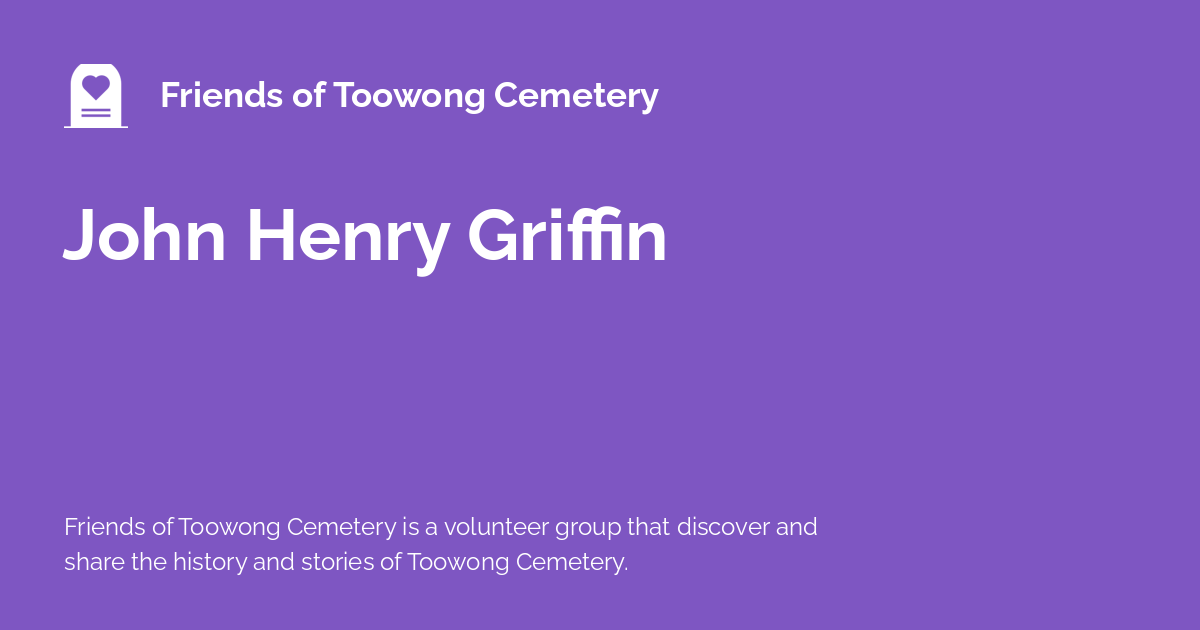 Friends of Toowong Cemetery
John Henry Griffin
Friends of Toowong Cemetery is a volunteer group that discover and
share the history and stories of Toowong Cemetery.